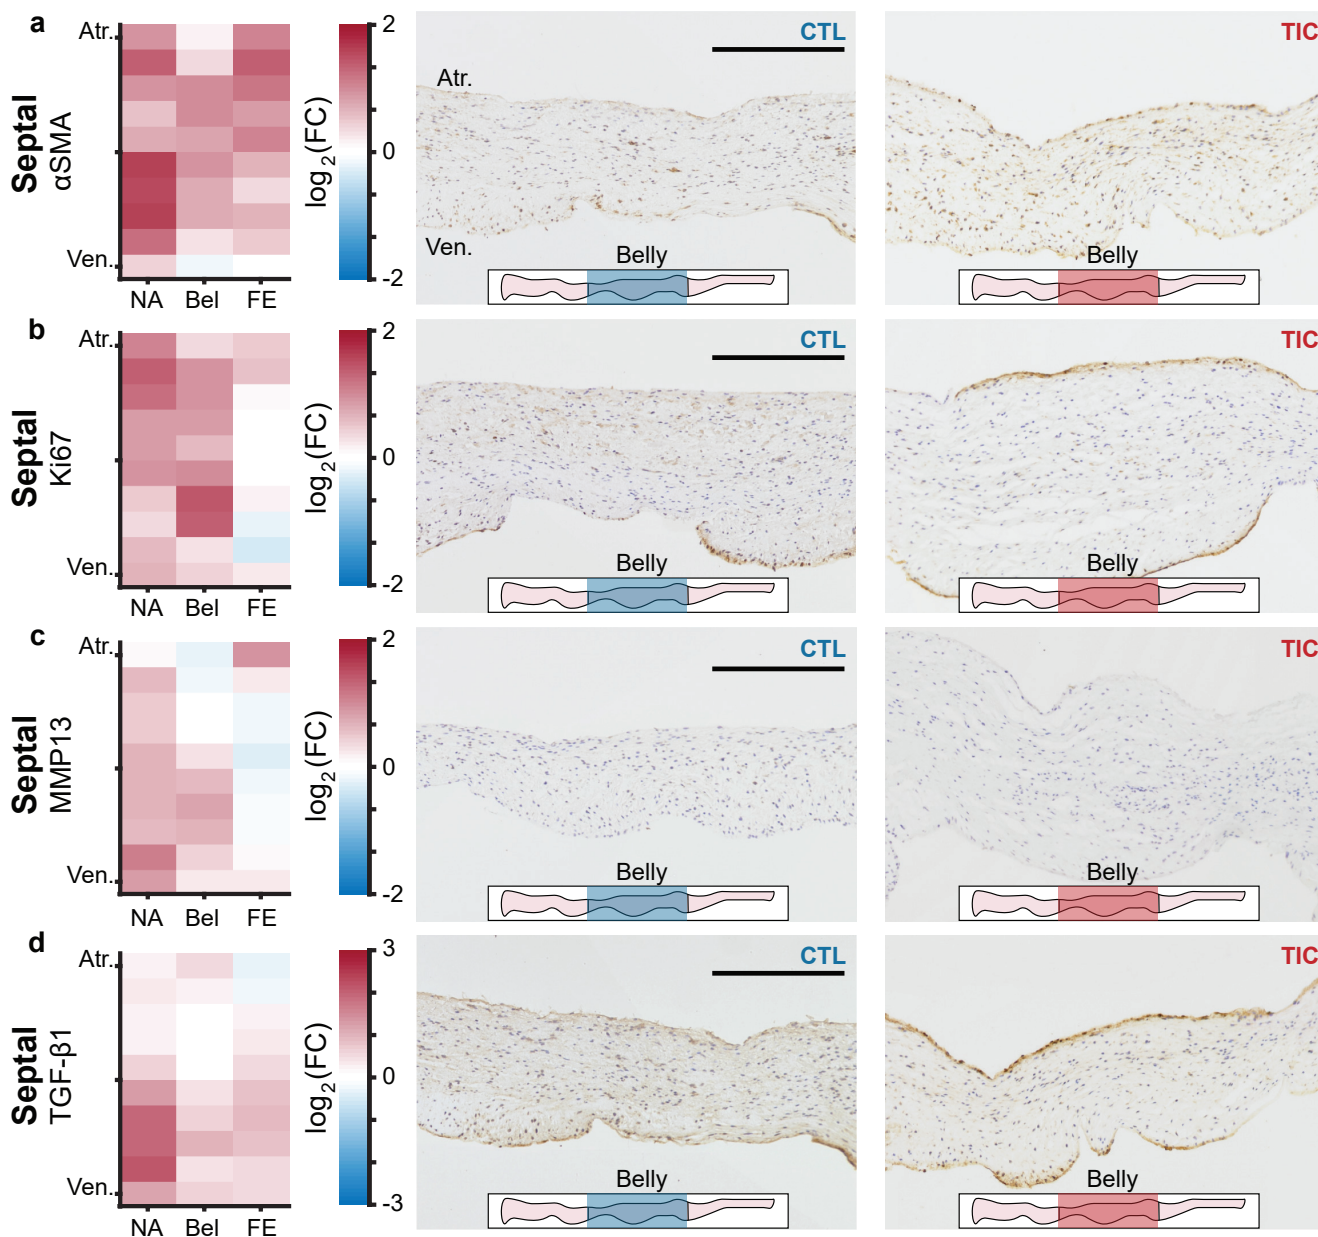 a
Septal
αSMA
Atr.
Ven.
NA Bel FE
2
0
-2
log2(FC)
CTL
Atr.
Ven.
Belly
TIC
Belly
b
Septal
Ki67
Atr.
Ven.
NA Bel FE
2
0
-2
log2(FC)
CTL
Belly
TIC
Belly
c
Septal
MMP13
Atr.
Ven.
NA Bel FE
2
0
-2
log2(FC)
CTL
Belly
TIC
Belly
d
Septal
TGF-β1
Atr.
Ven.
NA Bel FE
3
0
-3
log2(FC)
CTL
Belly
TIC
Belly